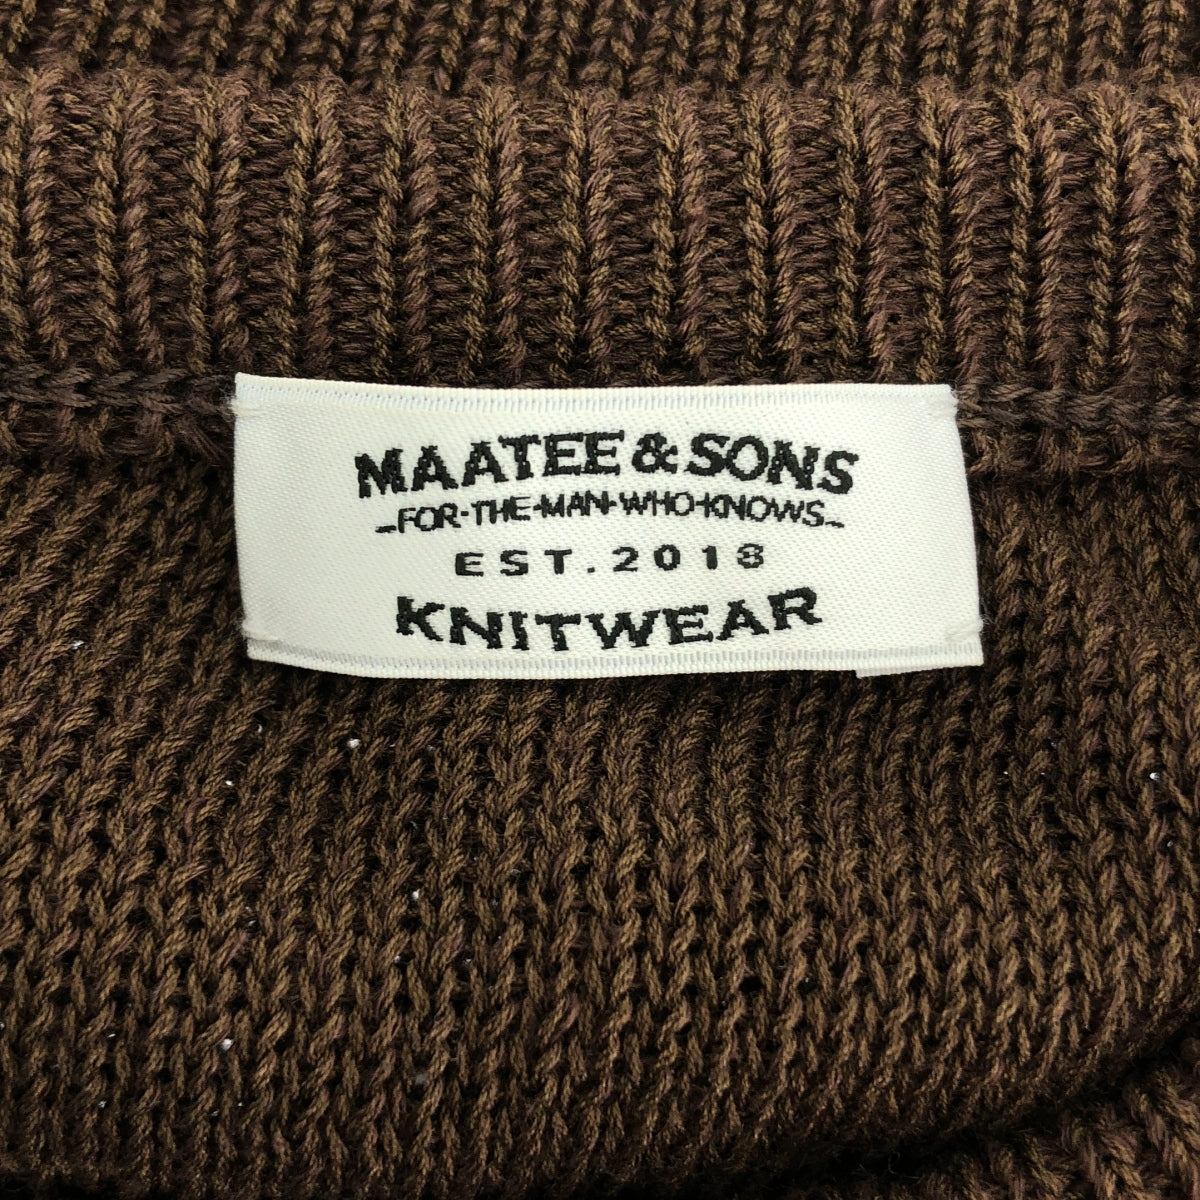 MAATEE & SONS
FOR-THE-MAN-WHO-KNOWS
EST.2018
KNITWEAR